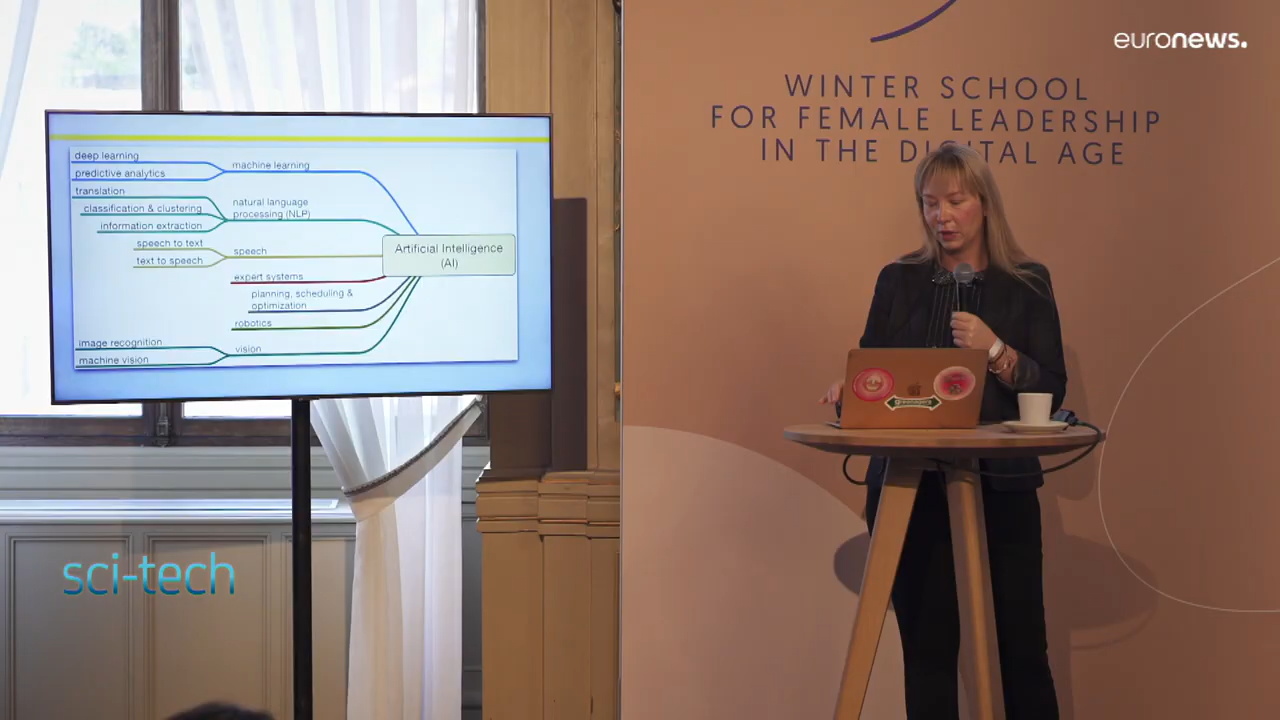 euronews.
WINTER SCHOOL
FOR FEMALE LEADERSHIP
IN THE DIGITAL AGE
deep learning
predictive analytics
machine learning
translation
classification & clustering
information extraction
natural language
processing (NLP)
speech to text
text to speech
speech
expert systems
planning, scheduling &
optimization
robotics
image recognition
machine vision
vision
Artificial Intelligence
(AI)
sci-tech